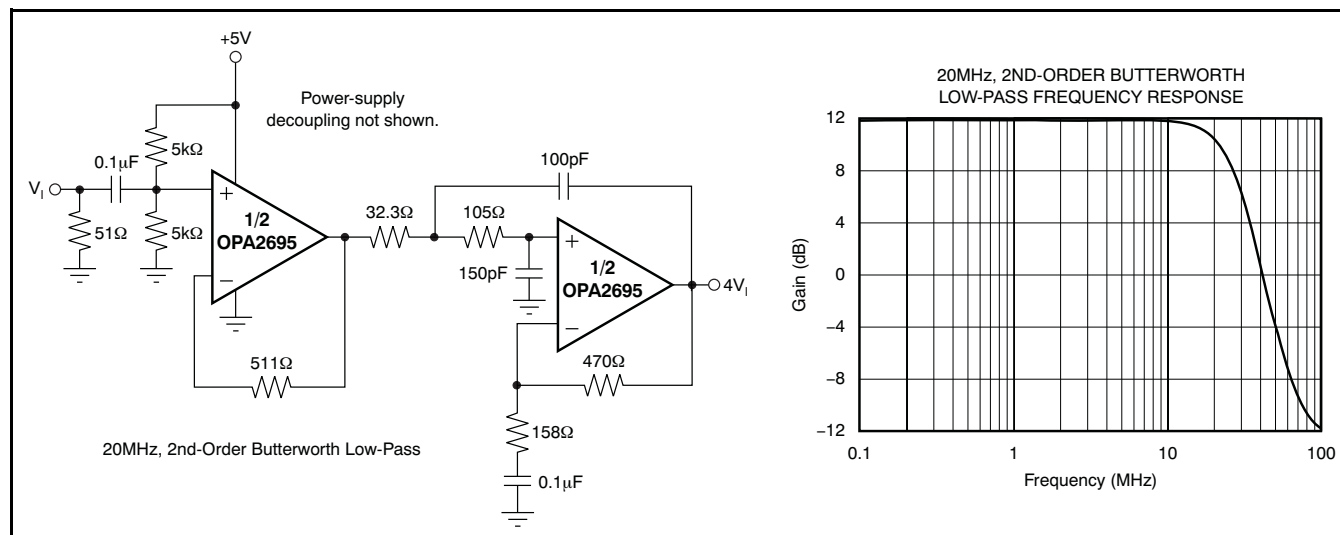 +5V
Power-supply
decoupling not shown.
5kΩ
0.1μF
V_I
51Ω
5kΩ
+
1/2
OPA2695
−
511Ω
32.3Ω
105Ω
100pF
150pF
+
1/2
OPA2695
−
4V_I
470Ω
158Ω
0.1μF
20MHz, 2nd-Order Butterworth Low-Pass
20MHZ, 2ND-ORDER BUTTERWORTH
LOW-PASS FREQUENCY RESPONSE
12
8
4
0
−4
−8
−12
Gain (dB)
0.1
1
10
100
Frequency (MHz)